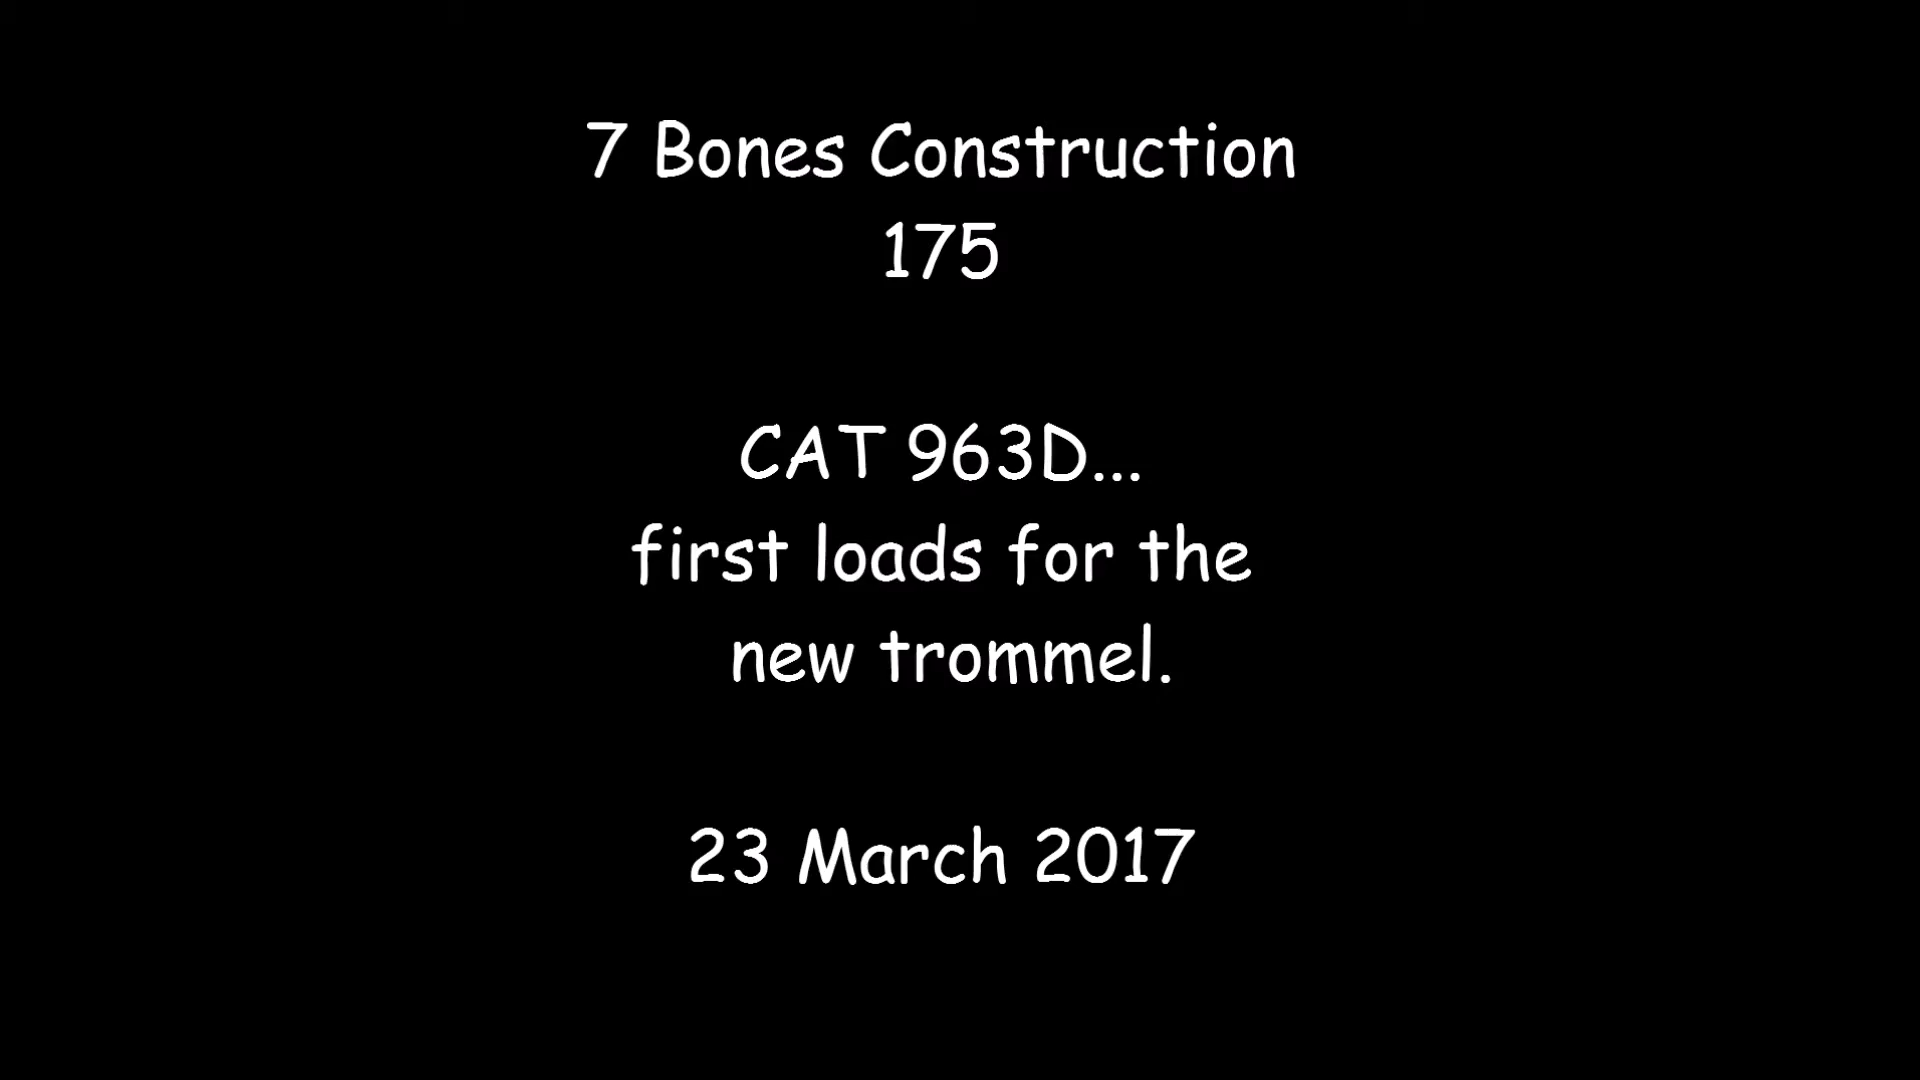 7 Bones Construction
175
CAT 963D...
first loads for the
new trommel.
23 March 2017